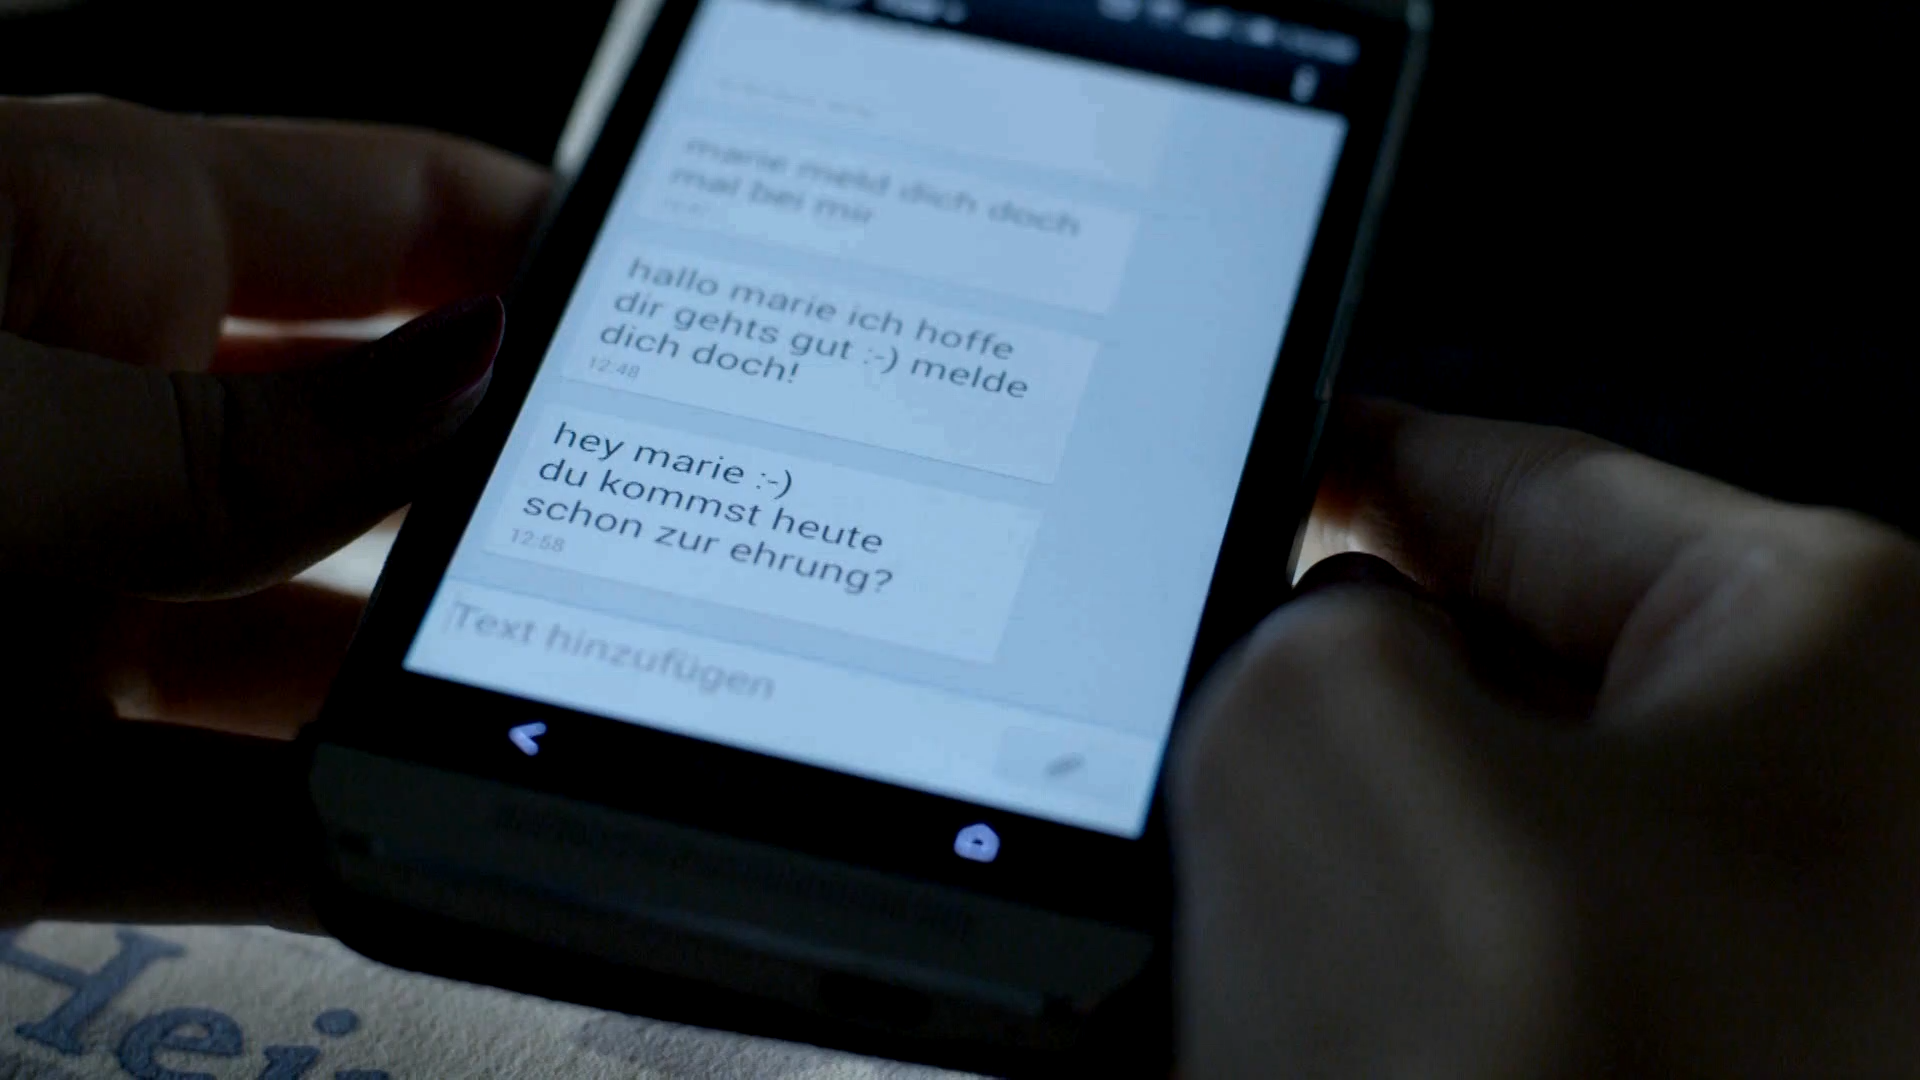 marie meld dich doch
mal bei mir
hallo marie ich hoffe
dir gehts gut :-) melde
dich doch!
12:48
hey marie :-)
du kommst heute
schon zur ehrung?
12:58
Text hinzufügen
Hei